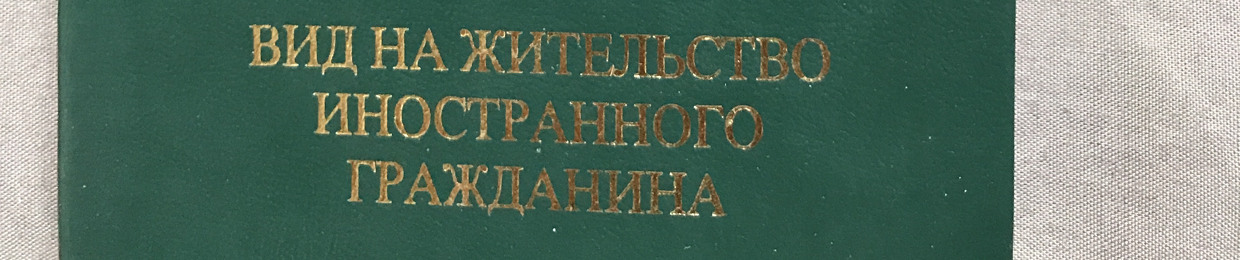 ВИД НА ЖИТЕЛЬСТВО
ИНОСТРАННОГО
ГРАЖДАНИНА